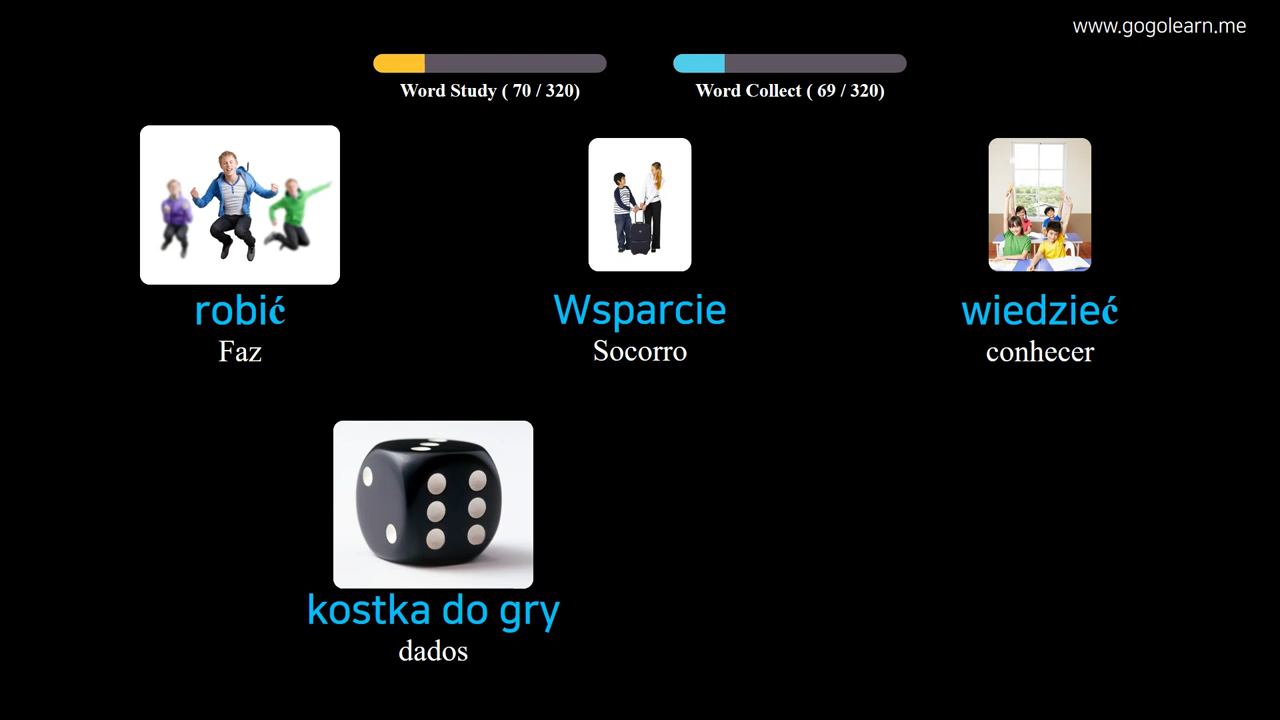 www.gogolearn.me
Word Study ( 70 / 320)
Word Collect ( 69 / 320)
robić
Faz
Wsparcie
Socorro
wiedzieć
conhecer
kostka do gry
dados